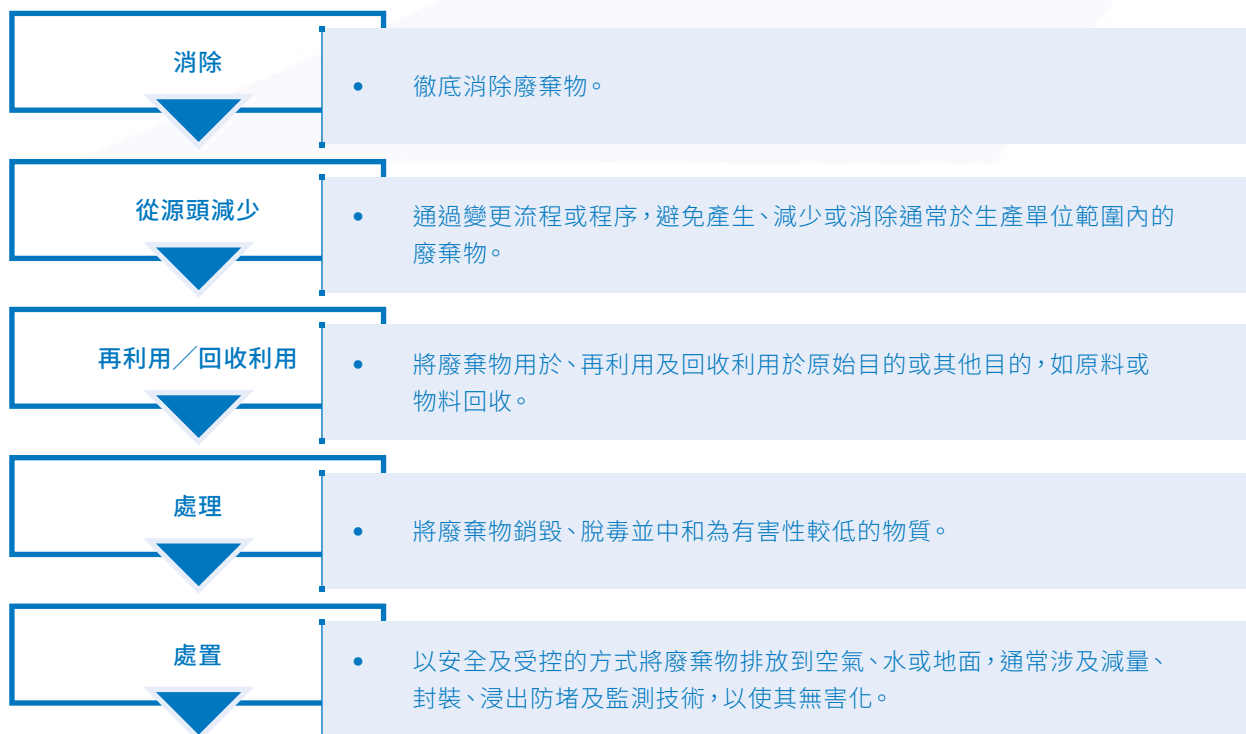 消除
• 徹底消除廢棄物。
從源頭減少
• 通過變更流程或程序，避免產生、減少或消除通常於生產單位範圍內的
廢棄物。
再利用╱回收利用
• 將廢棄物用於、再利用及回收利用於原始目的或其他目的，如原料或
物料回收。
處理
• 將廢棄物銷毀、脫毒並中和為有害性較低的物質。
處置
• 以安全及受控的方式將廢棄物排放到空氣、水或地面，通常涉及減量、
封裝、浸出防堵及監測技術，以使其無害化。